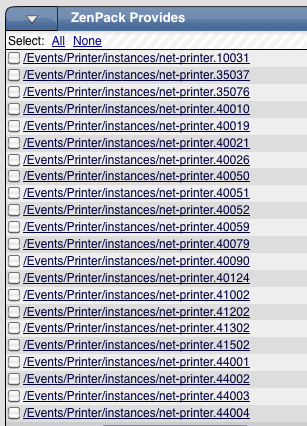 ZenPack Provides
Select: All None
/Events/Printer/instances/net-printer.10031
/Events/Printer/instances/net-printer.35037
/Events/Printer/instances/net-printer.35076
/Events/Printer/instances/net-printer.40010
/Events/Printer/instances/net-printer.40019
/Events/Printer/instances/net-printer.40021
/Events/Printer/instances/net-printer.40026
/Events/Printer/instances/net-printer.40050
/Events/Printer/instances/net-printer.40051
/Events/Printer/instances/net-printer.40052
/Events/Printer/instances/net-printer.40059
/Events/Printer/instances/net-printer.40079
/Events/Printer/instances/net-printer.40090
/Events/Printer/instances/net-printer.40124
/Events/Printer/instances/net-printer.41002
/Events/Printer/instances/net-printer.41202
/Events/Printer/instances/net-printer.41302
/Events/Printer/instances/net-printer.41502
/Events/Printer/instances/net-printer.44001
/Events/Printer/instances/net-printer.44002
/Events/Printer/instances/net-printer.44003
/Events/Printer/instances/net-printer.44004